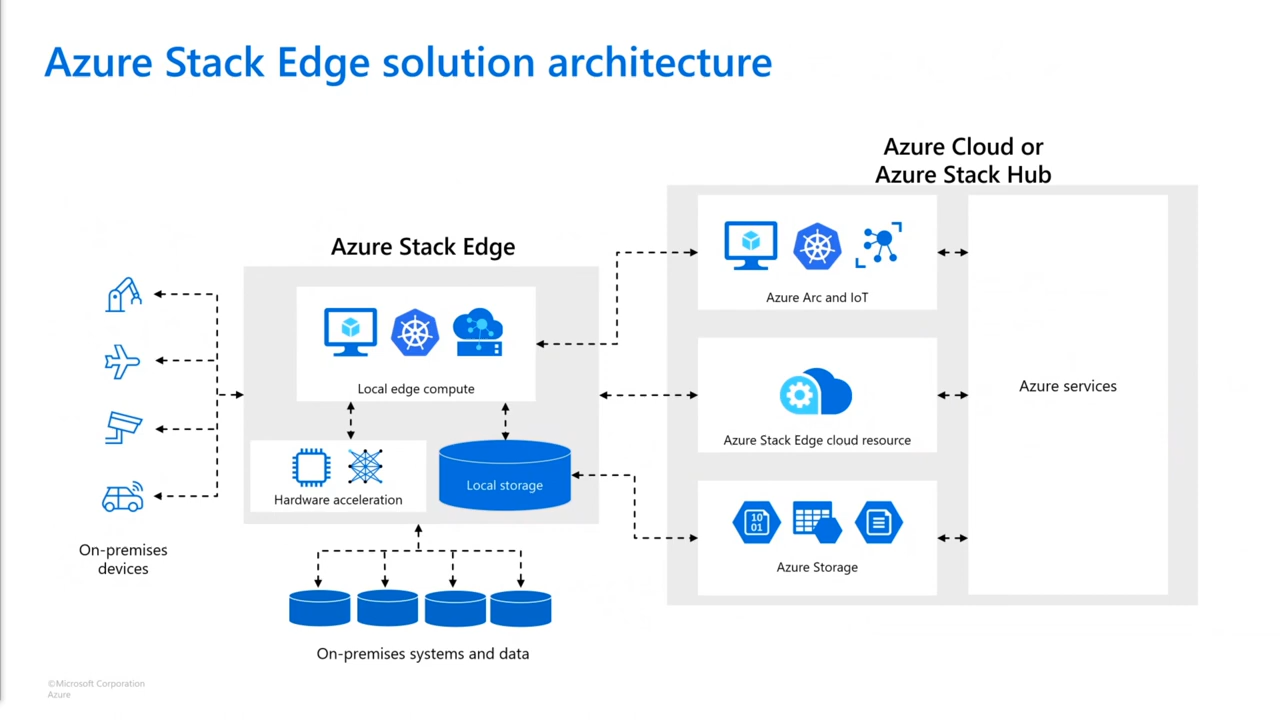 Azure Stack Edge solution architecture
Azure Cloud or
Azure Stack Hub
Azure Stack Edge
Azure Arc and IoT
Local edge compute
Azure services
Azure Stack Edge cloud resource
Hardware acceleration
Local storage
10
01
Azure Storage
On-premises
devices
On-premises systems and data
©Microsoft Corporation
Azure